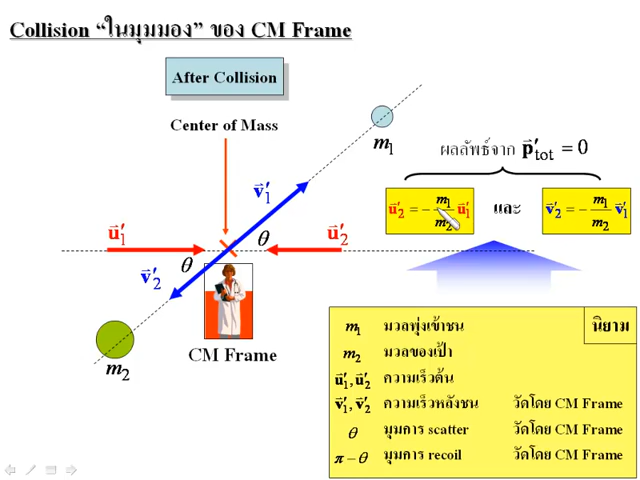 Collision “ในมุมมอง” ของ CM Frame
After Collision
Center of Mass
m₁
ผลลัพธ์จาก p⃗′tot = 0
v⃗′₁
u⃗′₂ = − m₁/m₂ u⃗′₁ และ v⃗′₂ = − m₁/m₂ v⃗′₁
u⃗′₁ θ u⃗′₂
θ
v⃗′₂
CM Frame
m₂
นิยาม
m₁ มวลพุ่งเข้าชน
m₂ มวลของเป้า
u⃗′₁, u⃗′₂ ความเร็วต้น
v⃗′₁, v⃗′₂ ความเร็วหลังชน วัดโดย CM Frame
θ มุมการ scatter วัดโดย CM Frame
π − θ มุมการ recoil วัดโดย CM Frame